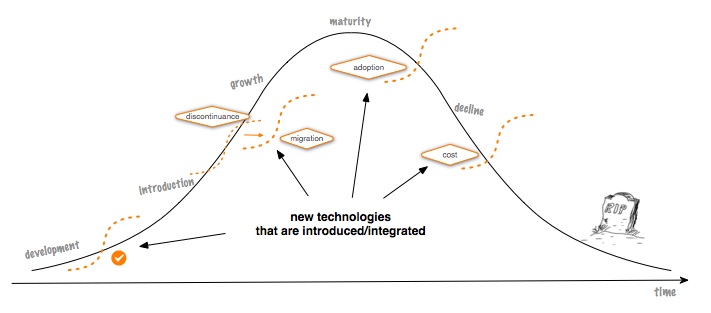 maturity
adoption
growth
decline
discontinuance
migration
cost
introduction
RIP
new technologies
that are introduced/integrated
development
time